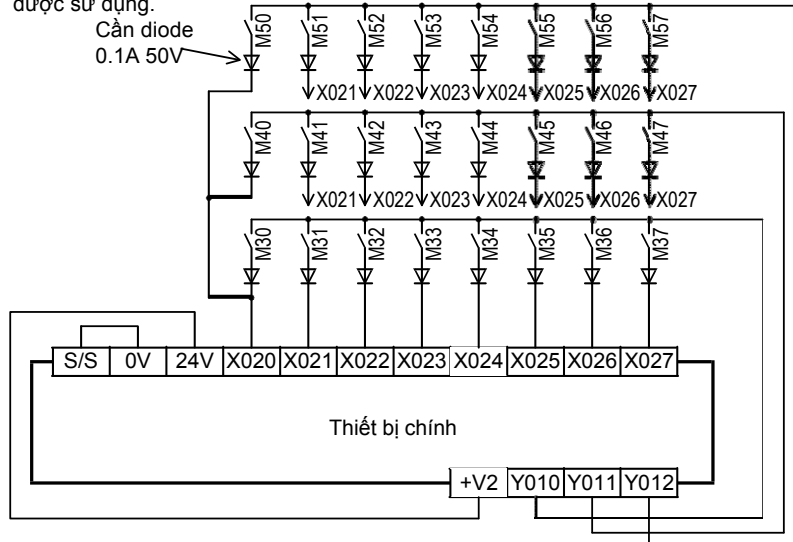 được sử dụng.
Cần diode
0.1A 50V
M50 M51 M52 M53 M54 M55 M56 M57
X021 X022 X023 X024 X025 X026 X027
M40 M41 M42 M43 M44 M45 M46 M47
X021 X022 X023 X024 X025 X026 X027
M30 M31 M32 M33 M34 M35 M36 M37
S/S 0V 24V X020 X021 X022 X023 X024 X025 X026 X027
Thiết bị chính
+V2 Y010 Y011 Y012